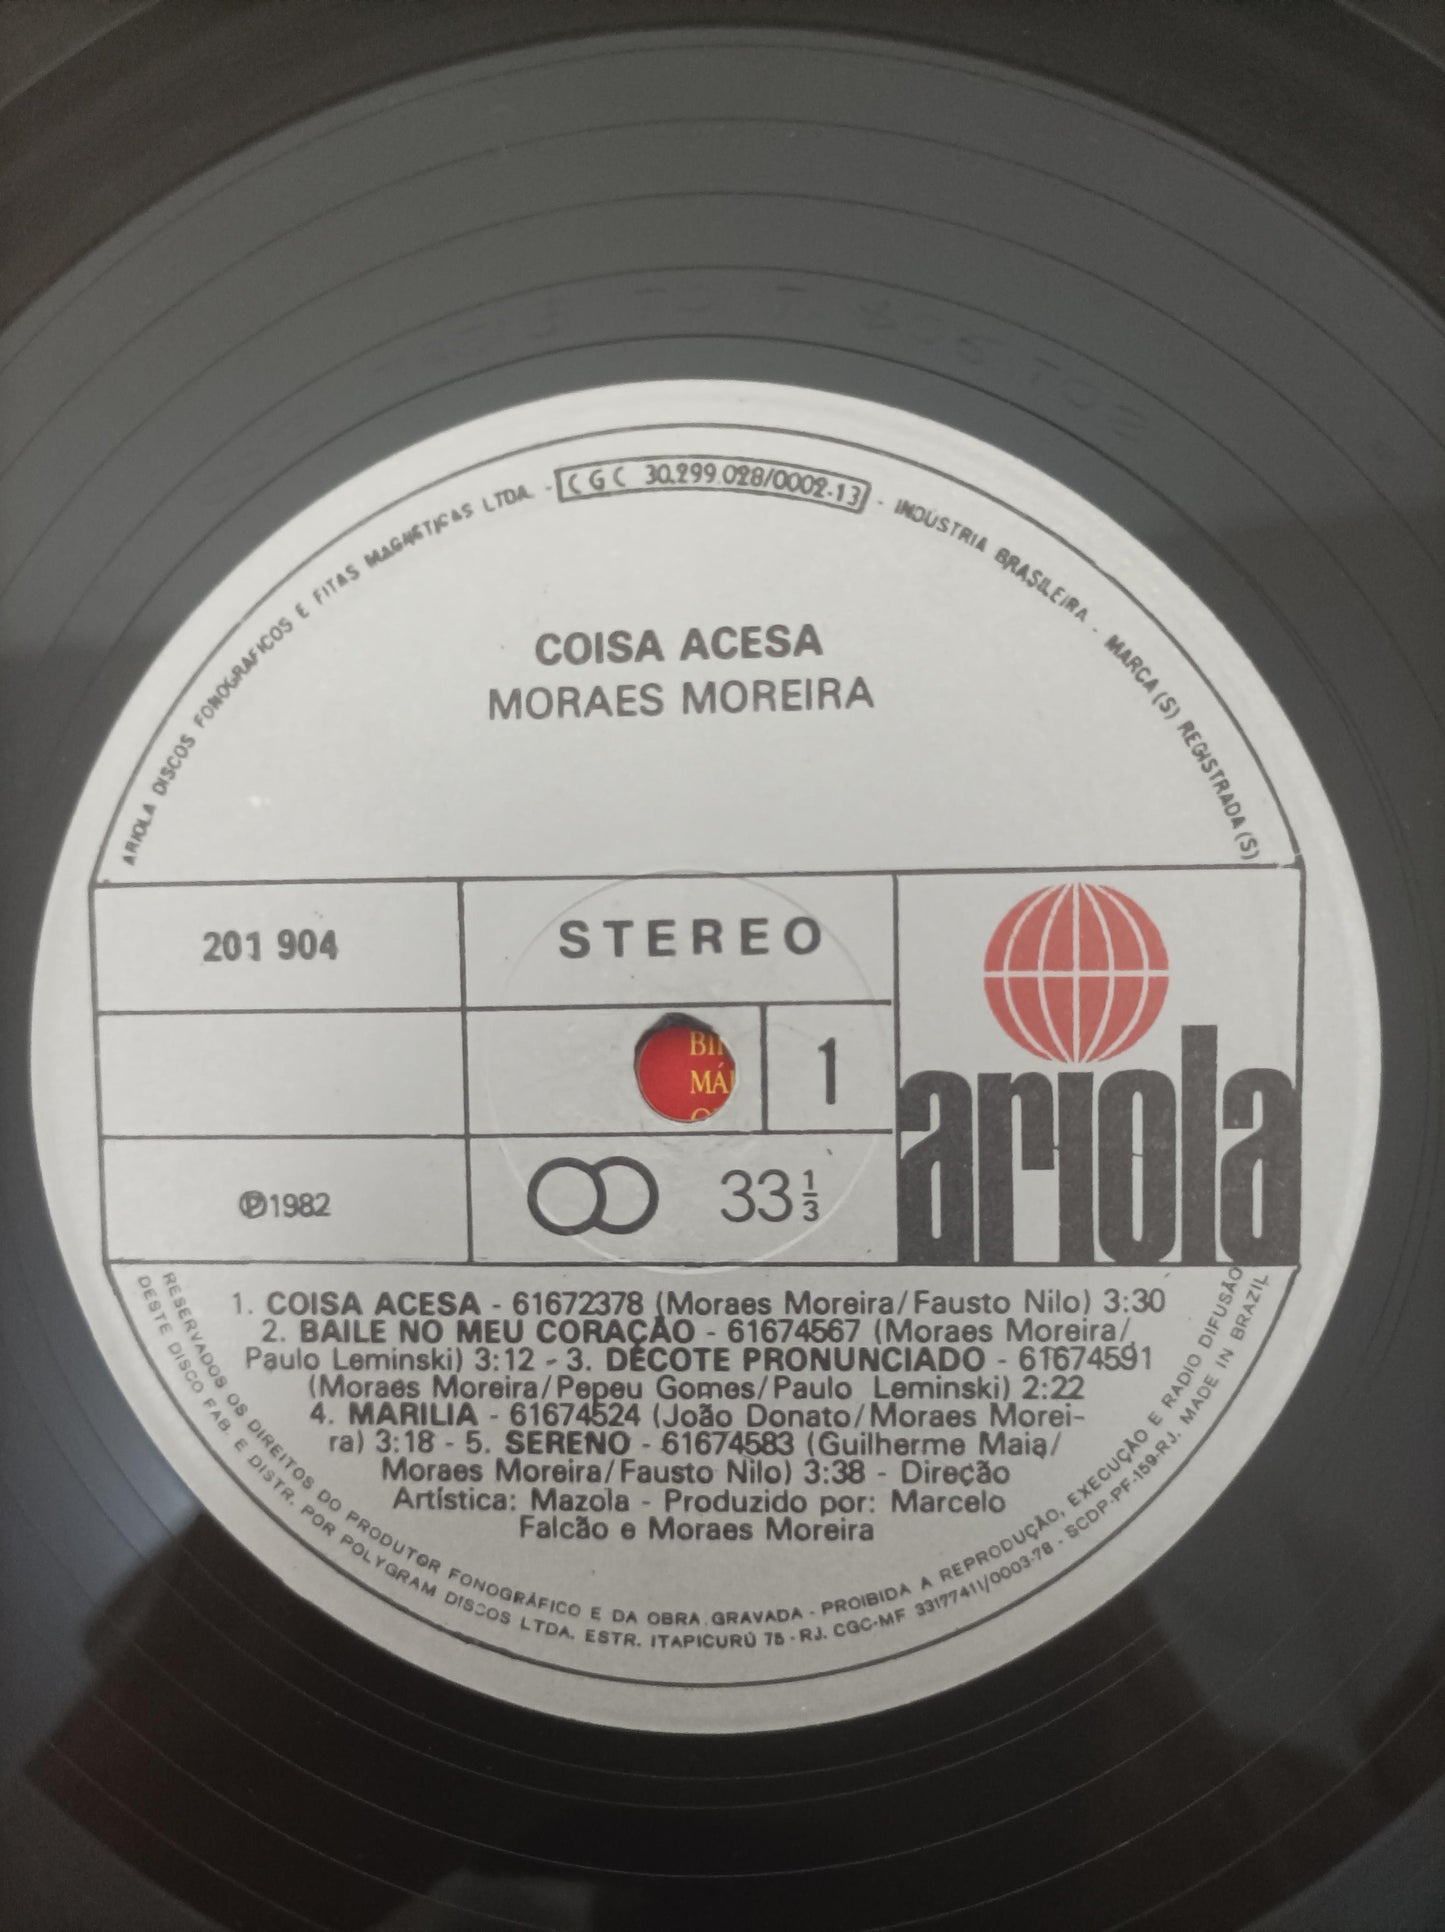 ARIOLA DISCOS FONOGRAFICOS E FITAS MAGNÉTICAS LTDA. - CGC 30.299.028/0002-13 - INDÚSTRIA BRASILEIRA - MARCA (S) REGISTRADA (S)
COISA ACESA
MORAES MOREIRA
201 904
STEREO
BI
MÁ
1
ariola
℗1982
33 1/3
1. COISA ACESA - 61672378 (Moraes Moreira/Fausto Nilo) 3:30
2. BAILE NO MEU CORAÇAO - 61674567 (Moraes Moreira/
Paulo Leminski) 3:12 - 3. DECOTE PRONUNCIADO - 61674591
(Moraes Moreira/Pepeu Gomes/Paulo Leminski) 2:22
4. MARILIA - 61674524 (João Donato/Moraes Morei-
ra) 3:18 - 5. SERENO - 61674583 (Guilherme Maia/
Moraes Moreira/Fausto Nilo) 3:38 - Direção
Artística: Mazola - Produzido por: Marcelo
Falcão e Moraes Moreira
RESERVADOS OS DIREITOS DO PRODUTOR FONOGRÁFICO E DA OBRA GRAVADA - PROIBIDA A REPRODUÇÃO, EXECUÇÃO E RADIO DIFUSÃO
DESTE DISCO FAB. E DISTR. POR POLYGRAM DISCOS LTDA. ESTR. ITAPICURÚ 75 - RJ. CGC-MF 33177411/0003-78 - SCDP-PF-159-RJ. MADE IN BRAZIL